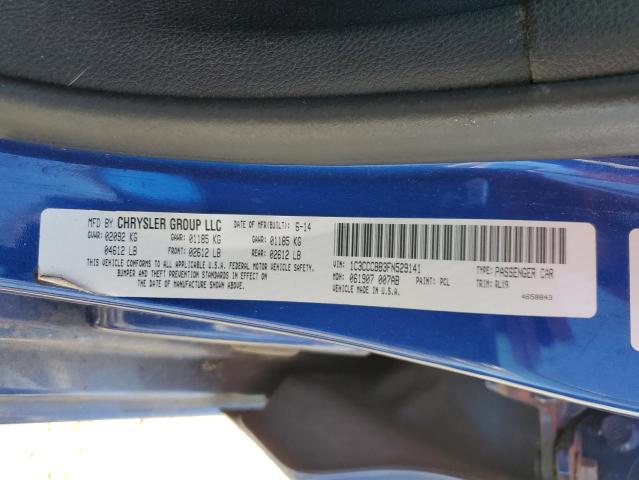 MFD BY CHRYSLER GROUP LLC DATE OF MFR(BUILT): 6-14
GVWR: 02092 KG GAWR: 01185 KG GAWR: 01185 KG
04612 LB FRONT: 02612 LB REAR: 02612 LB
THIS VEHICLE CONFORMS TO ALL APPLICABLE U.S.A. FEDERAL MOTOR VEHICLE SAFETY,
BUMPER AND THEFT PREVENTION STANDARDS IN EFFECT ON
THE DATE OF MANUFACTURE SHOWN ABOVE.
1C3CCCBB3FN529141 TYPE: PASSENGER CAR
MDH: 061907 007AB PAINT: PCL TRIM: RLX9
VEHICLE MADE IN U.S.A. 4658843